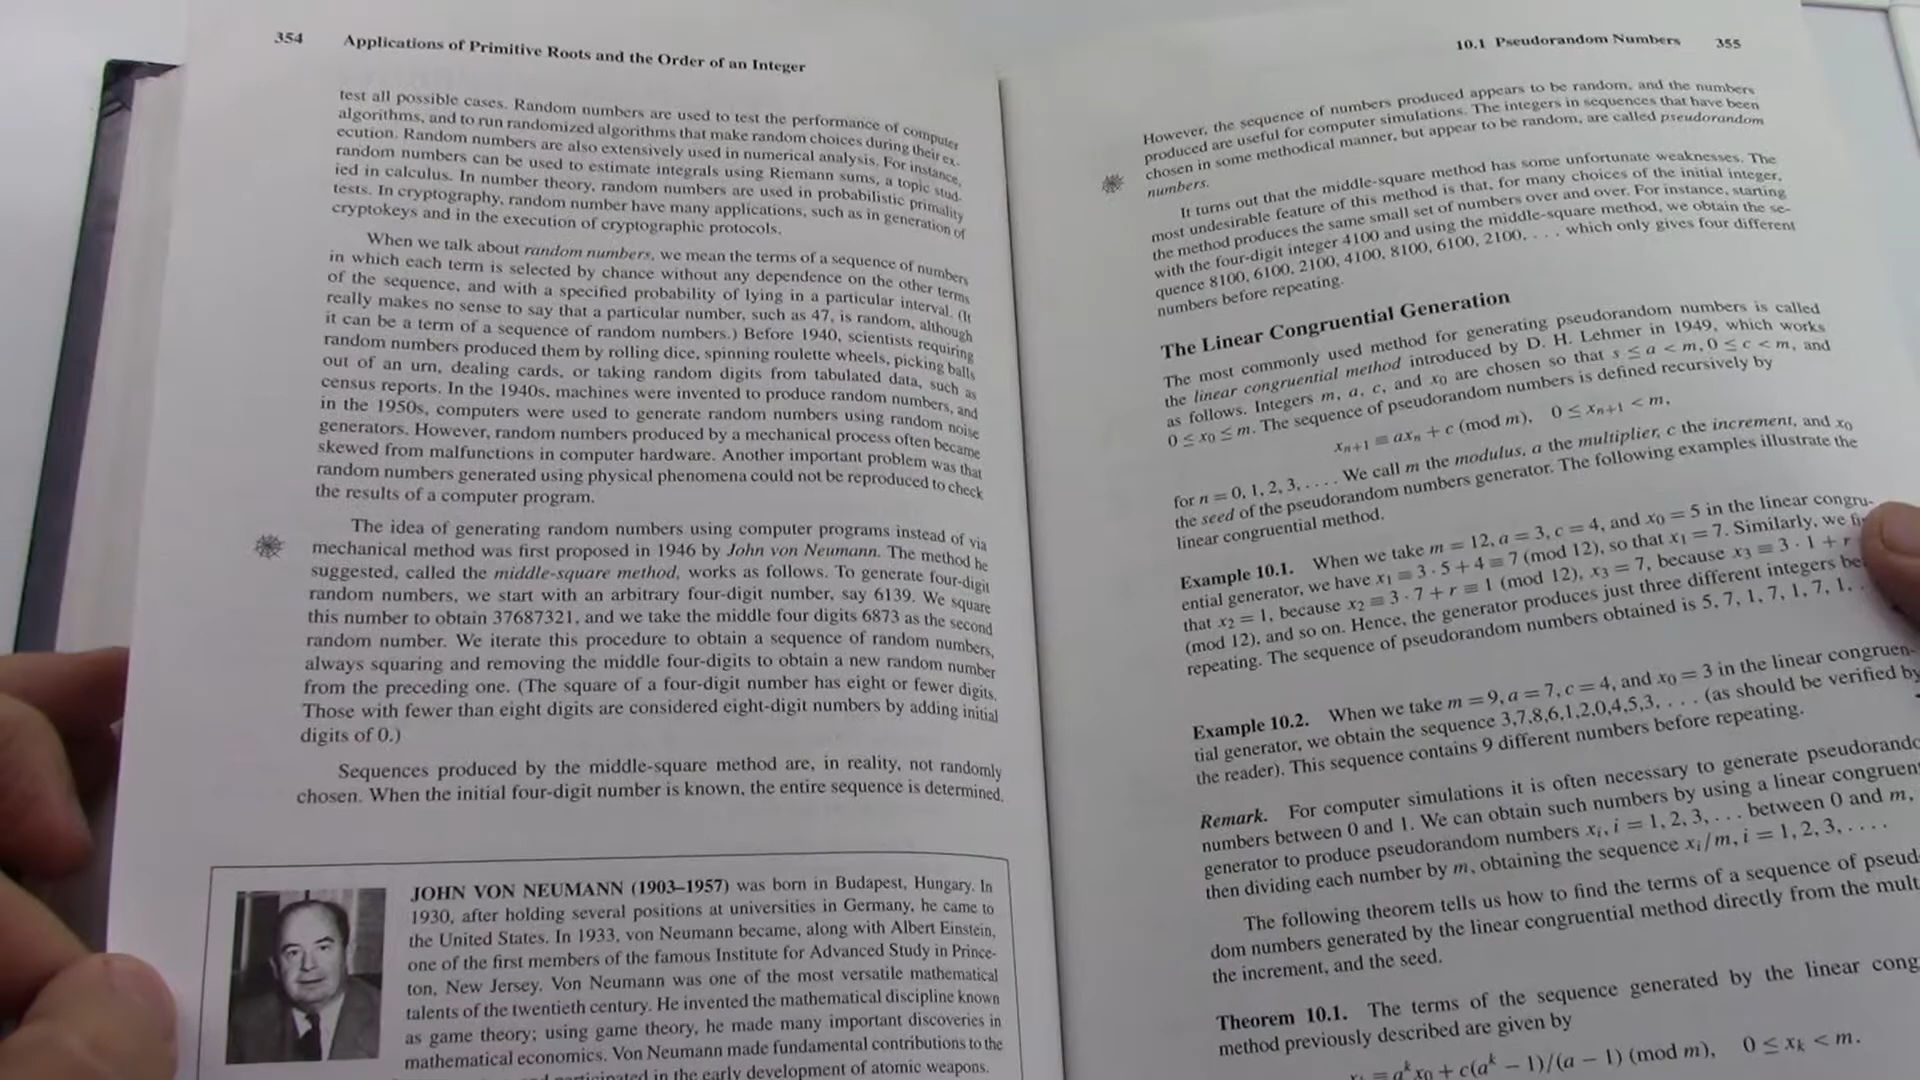 354 Applications of Primitive Roots and the Order of an Integer
test all possible cases. Random numbers are used to test the performance of computer
algorithms, and to run randomized algorithms that make random choices during their ex-
ecution. Random numbers are also extensively used in numerical analysis. For instance,
random numbers can be used to estimate integrals using Riemann sums, a topic stud-
ied in calculus. In number theory, random numbers are used in probabilistic primality
tests. In cryptography, random number have many applications, such as in generation of
cryptokeys and in the execution of cryptographic protocols.
When we talk about random numbers, we mean the terms of a sequence of numbers
in which each term is selected by chance without any dependence on the other terms
of the sequence, and with a specified probability of lying in a particular interval. (It
really makes no sense to say that a particular number, such as 47, is random, although
it can be a term of a sequence of random numbers.) Before 1940, scientists requiring
random numbers produced them by rolling dice, spinning roulette wheels, picking balls
out of an urn, dealing cards, or taking random digits from tabulated data, such as
census reports. In the 1940s, machines were invented to produce random numbers, and
in the 1950s, computers were used to generate random numbers using random noise
generators. However, random numbers produced by a mechanical process often became
skewed from malfunctions in computer hardware. Another important problem was that
random numbers generated using physical phenomena could not be reproduced to check
the results of a computer program.
The idea of generating random numbers using computer programs instead of via
mechanical method was first proposed in 1946 by John von Neumann. The method he
suggested, called the middle-square method, works as follows. To generate four-digit
random numbers, we start with an arbitrary four-digit number, say 6139. We square
this number to obtain 37687321, and we take the middle four digits 6873 as the second
random number. We iterate this procedure to obtain a sequence of random numbers,
always squaring and removing the middle four-digits to obtain a new random number
from the preceding one. (The square of a four-digit number has eight or fewer digits.
Those with fewer than eight digits are considered eight-digit numbers by adding initial
digits of 0.)
Sequences produced by the middle-square method are, in reality, not randomly
chosen. When the initial four-digit number is known, the entire sequence is determined.
JOHN VON NEUMANN (1903–1957) was born in Budapest, Hungary. In
1930, after holding several positions at universities in Germany, he came to
the United States. In 1933, von Neumann became, along with Albert Einstein,
one of the first members of the famous Institute for Advanced Study in Prince-
ton, New Jersey. Von Neumann was one of the most versatile mathematical
talents of the twentieth century. He invented the mathematical discipline known
as game theory; using game theory, he made many important discoveries in
mathematical economics. Von Neumann made fundamental contributions to the
participated in the early development of atomic weapons.
10.1 Pseudorandom Numbers 355
However, the sequence of numbers produced appears to be random, and the numbers
produced are useful for computer simulations. The integers in sequences that have been
chosen in some methodical manner, but appear to be random, are called pseudorandom
numbers.
It turns out that the middle-square method has some unfortunate weaknesses. The
most undesirable feature of this method is that, for many choices of the initial integer,
the method produces the same small set of numbers over and over. For instance, starting
with the four-digit integer 4100 and using the middle-square method, we obtain the se-
quence 8100, 6100, 2100, 4100, 8100, 6100, 2100, . . . which only gives four different
numbers before repeating.
The Linear Congruential Generation
The most commonly used method for generating pseudorandom numbers is called
the linear congruential method introduced by D. H. Lehmer in 1949, which works
as follows. Integers m, a, c, and x₀ are chosen so that s ≤ a < m, 0 ≤ c < m, and
0 ≤ x₀ ≤ m. The sequence of pseudorandom numbers is defined recursively by
xₙ₊₁ ≡ axₙ + c (mod m), 0 ≤ xₙ₊₁ < m,
for n = 0, 1, 2, 3, . . . . We call m the modulus, a the multiplier, c the increment, and x₀
the seed of the pseudorandom numbers generator. The following examples illustrate the
linear congruential method.
Example 10.1. When we take m = 12, a = 3, c = 4, and x₀ = 5 in the linear congru-
ential generator, we have x₁ ≡ 3 · 5 + 4 ≡ 7 (mod 12), so that x₁ = 7. Similarly, we
that x₂ = 1, because x₂ ≡ 3 · 7 + r ≡ 1 (mod 12), x₃ = 7, because x₃ ≡ 3 · 1 + r
(mod 12), and so on. Hence, the generator produces just three different integers
repeating. The sequence of pseudorandom numbers obtained is 5, 7, 1, 7, 1, 7, 1, . .
Example 10.2. When we take m = 9, a = 7, c = 4, and x₀ = 3 in the linear congruen-
tial generator, we obtain the sequence 3,7,8,6,1,2,0,4,5,3, . . . . (as should be verified by
the reader). This sequence contains 9 different numbers before repeating.
Remark. For computer simulations it is often necessary to generate pseudorando
numbers between 0 and 1. We can obtain such numbers by using a linear congruent
generator to produce pseudorandom numbers xᵢ, i = 1, 2, 3, . . . between 0 and m,
then dividing each number by m, obtaining the sequence xᵢ/m, i = 1, 2, 3, . . . .
The following theorem tells us how to find the terms of a sequence of pseud
dom numbers generated by the linear congruential method directly from the mult
the increment, and the seed.
Theorem 10.1. The terms of the sequence generated by the linear cong
method previously described are given by
≡ aᵏx₀ + c(aᵏ − 1)/(a − 1) (mod m), 0 ≤ xₖ < m.